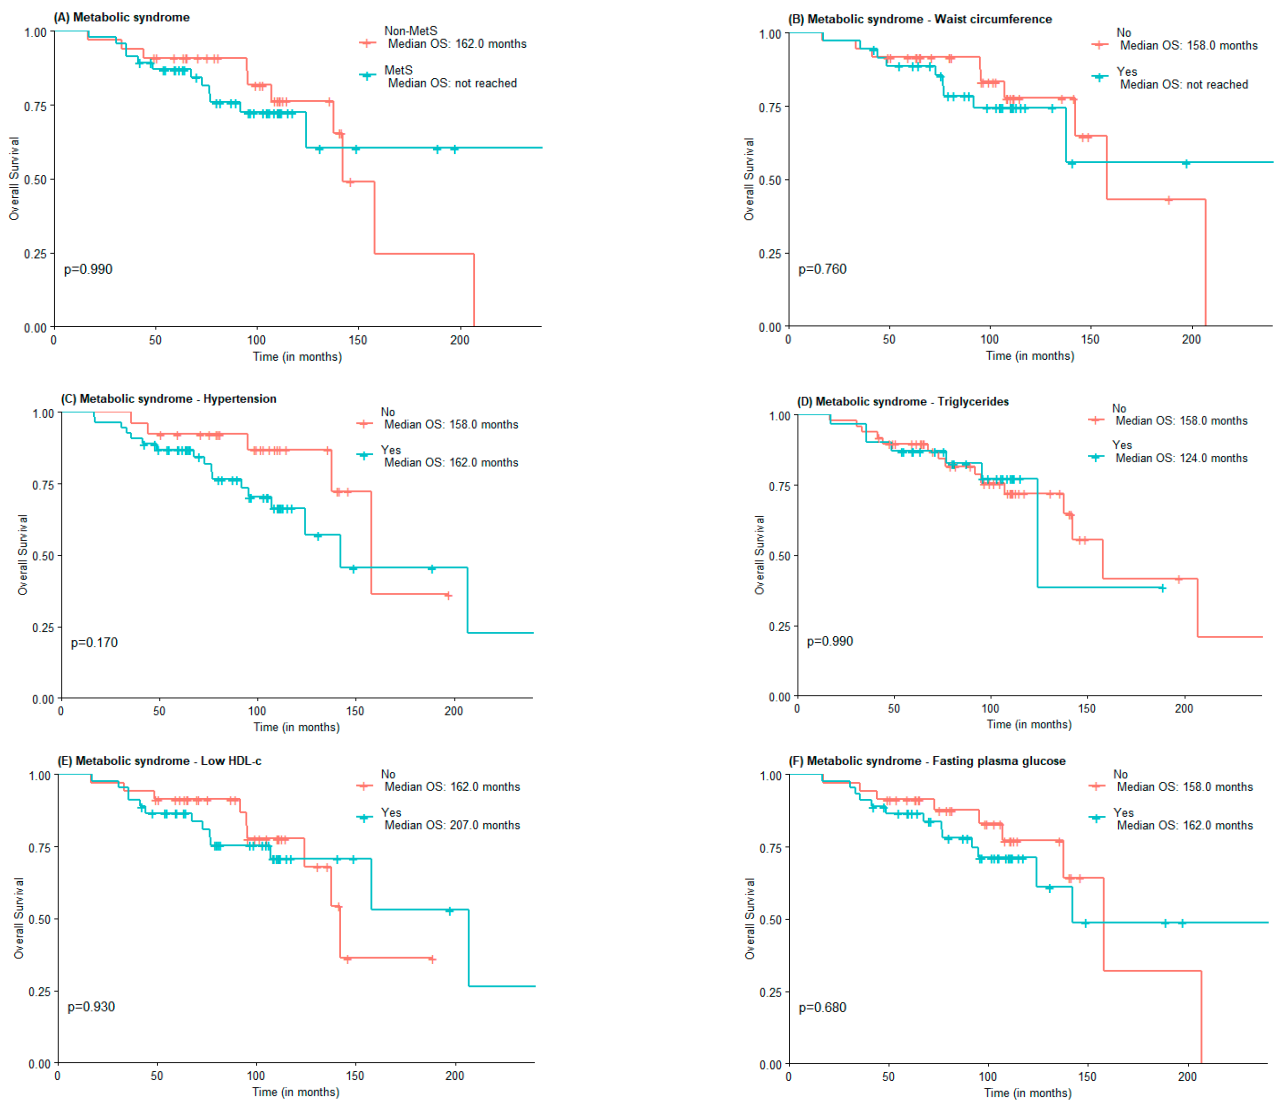 (A) Metabolic syndrome
Non-MetS
Median OS: 162.0 months
MetS
Median OS: not reached
1.00
0.75
0.50
0.25
0.00
Overall Survival
p=0.990
0 50 100 150 200
Time (in months)
(B) Metabolic syndrome - Waist circumference
No
Median OS: 158.0 months
Yes
Median OS: not reached
1.00
0.75
0.50
0.25
0.00
Overall Survival
p=0.760
0 50 100 150 200
Time (in months)
(C) Metabolic syndrome - Hypertension
No
Median OS: 158.0 months
Yes
Median OS: 162.0 months
1.00
0.75
0.50
0.25
0.00
Overall Survival
p=0.170
0 50 100 150 200
Time (in months)
(D) Metabolic syndrome - Triglycerides
No
Median OS: 158.0 months
Yes
Median OS: 124.0 months
1.00
0.75
0.50
0.25
0.00
Overall Survival
p=0.990
0 50 100 150 200
Time (in months)
(E) Metabolic syndrome - Low HDL-c
No
Median OS: 162.0 months
Yes
Median OS: 207.0 months
1.00
0.75
0.50
0.25
0.00
Overall Survival
p=0.930
0 50 100 150 200
Time (in months)
(F) Metabolic syndrome - Fasting plasma glucose
No
Median OS: 158.0 months
Yes
Median OS: 162.0 months
1.00
0.75
0.50
0.25
0.00
Overall Survival
p=0.680
0 50 100 150 200
Time (in months)